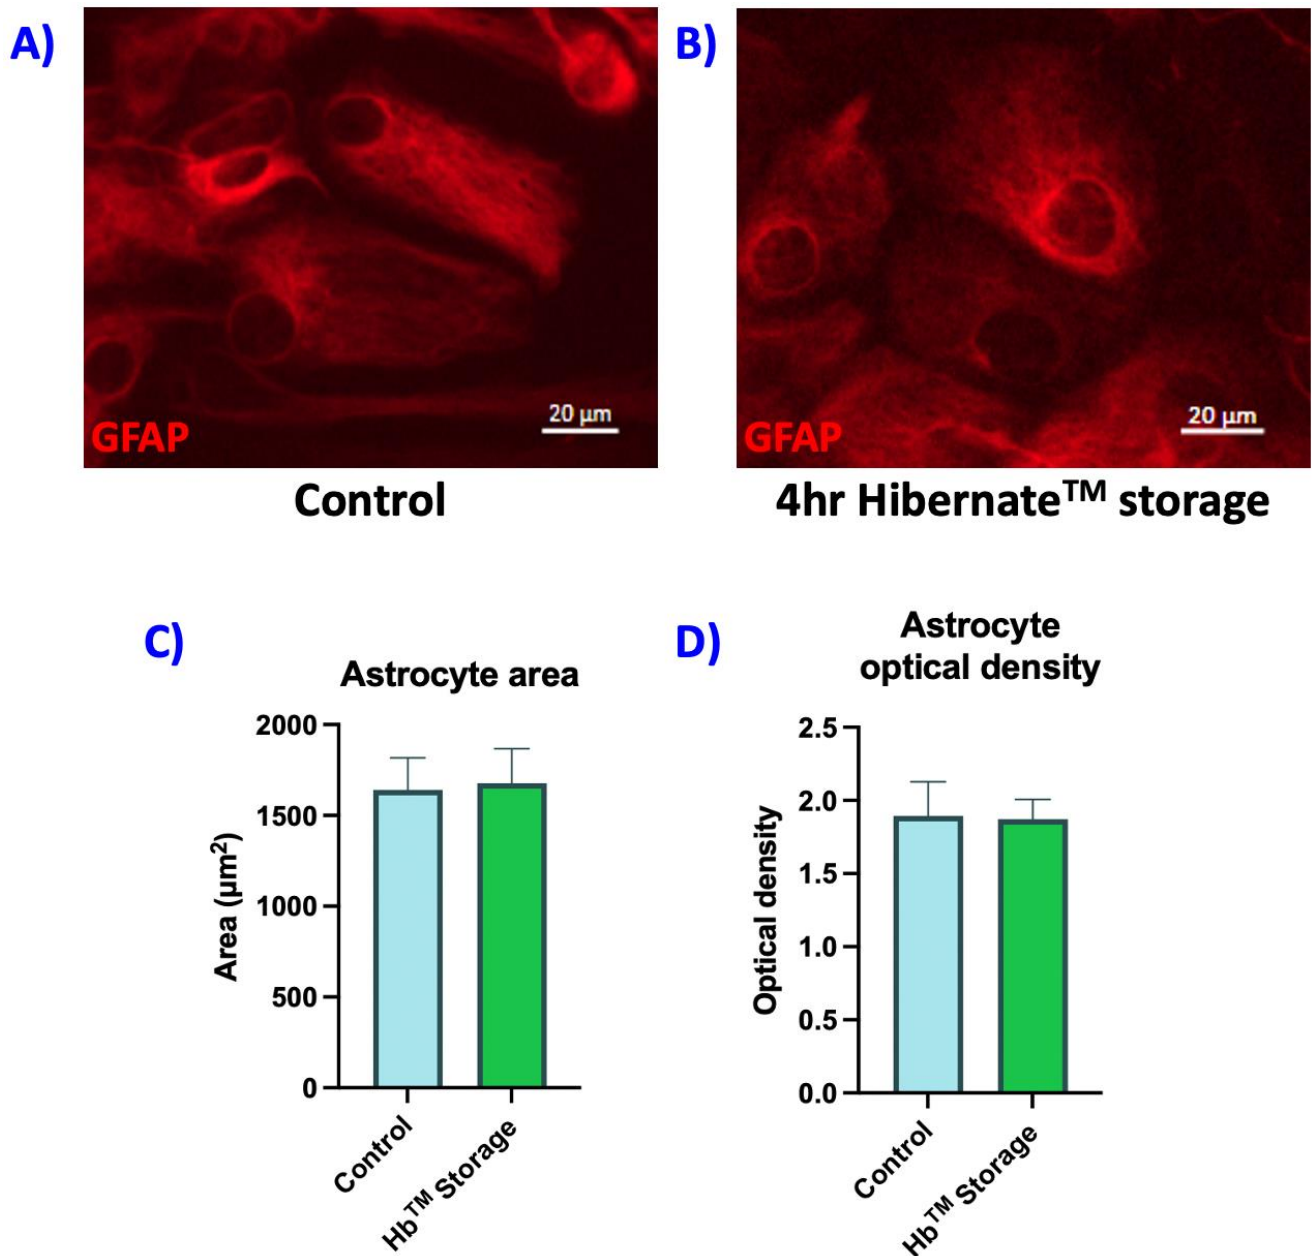 A)
B)
GFAP
20 µm
GFAP
20 µm
Control
4hr Hibernate™ storage
C)
Astrocyte area
Area (µm²)
2000
1500
1000
500
0
Control
Hb™ Storage
D)
Astrocyte
optical density
Optical density
2.5
2.0
1.5
1.0
0.5
0.0
Control
Hb™ Storage